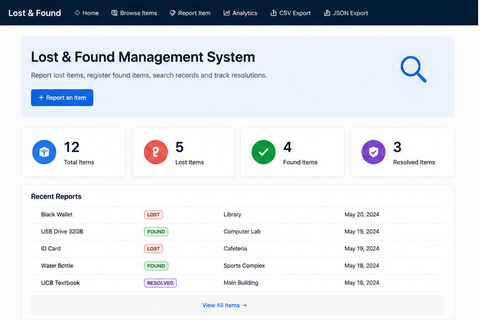 Lost & Found Home Browse Items Report Item Analytics CSV Export JSON Export
Lost & Found Management System
Report lost items, register found items, search records and track resolutions.
+ Report an Item
12 5 4 3
Total Items Lost Items Found Items Resolved Items
Recent Reports
Black Wallet LOST Library May 20, 2024
USB Drive 32GB FOUND Computer Lab May 19, 2024
ID Card LOST Cafeteria May 19, 2024
Water Bottle FOUND Sports Complex May 18, 2024
UCB Textbook RESOLVED Main Building May 18, 2024
View All Items →